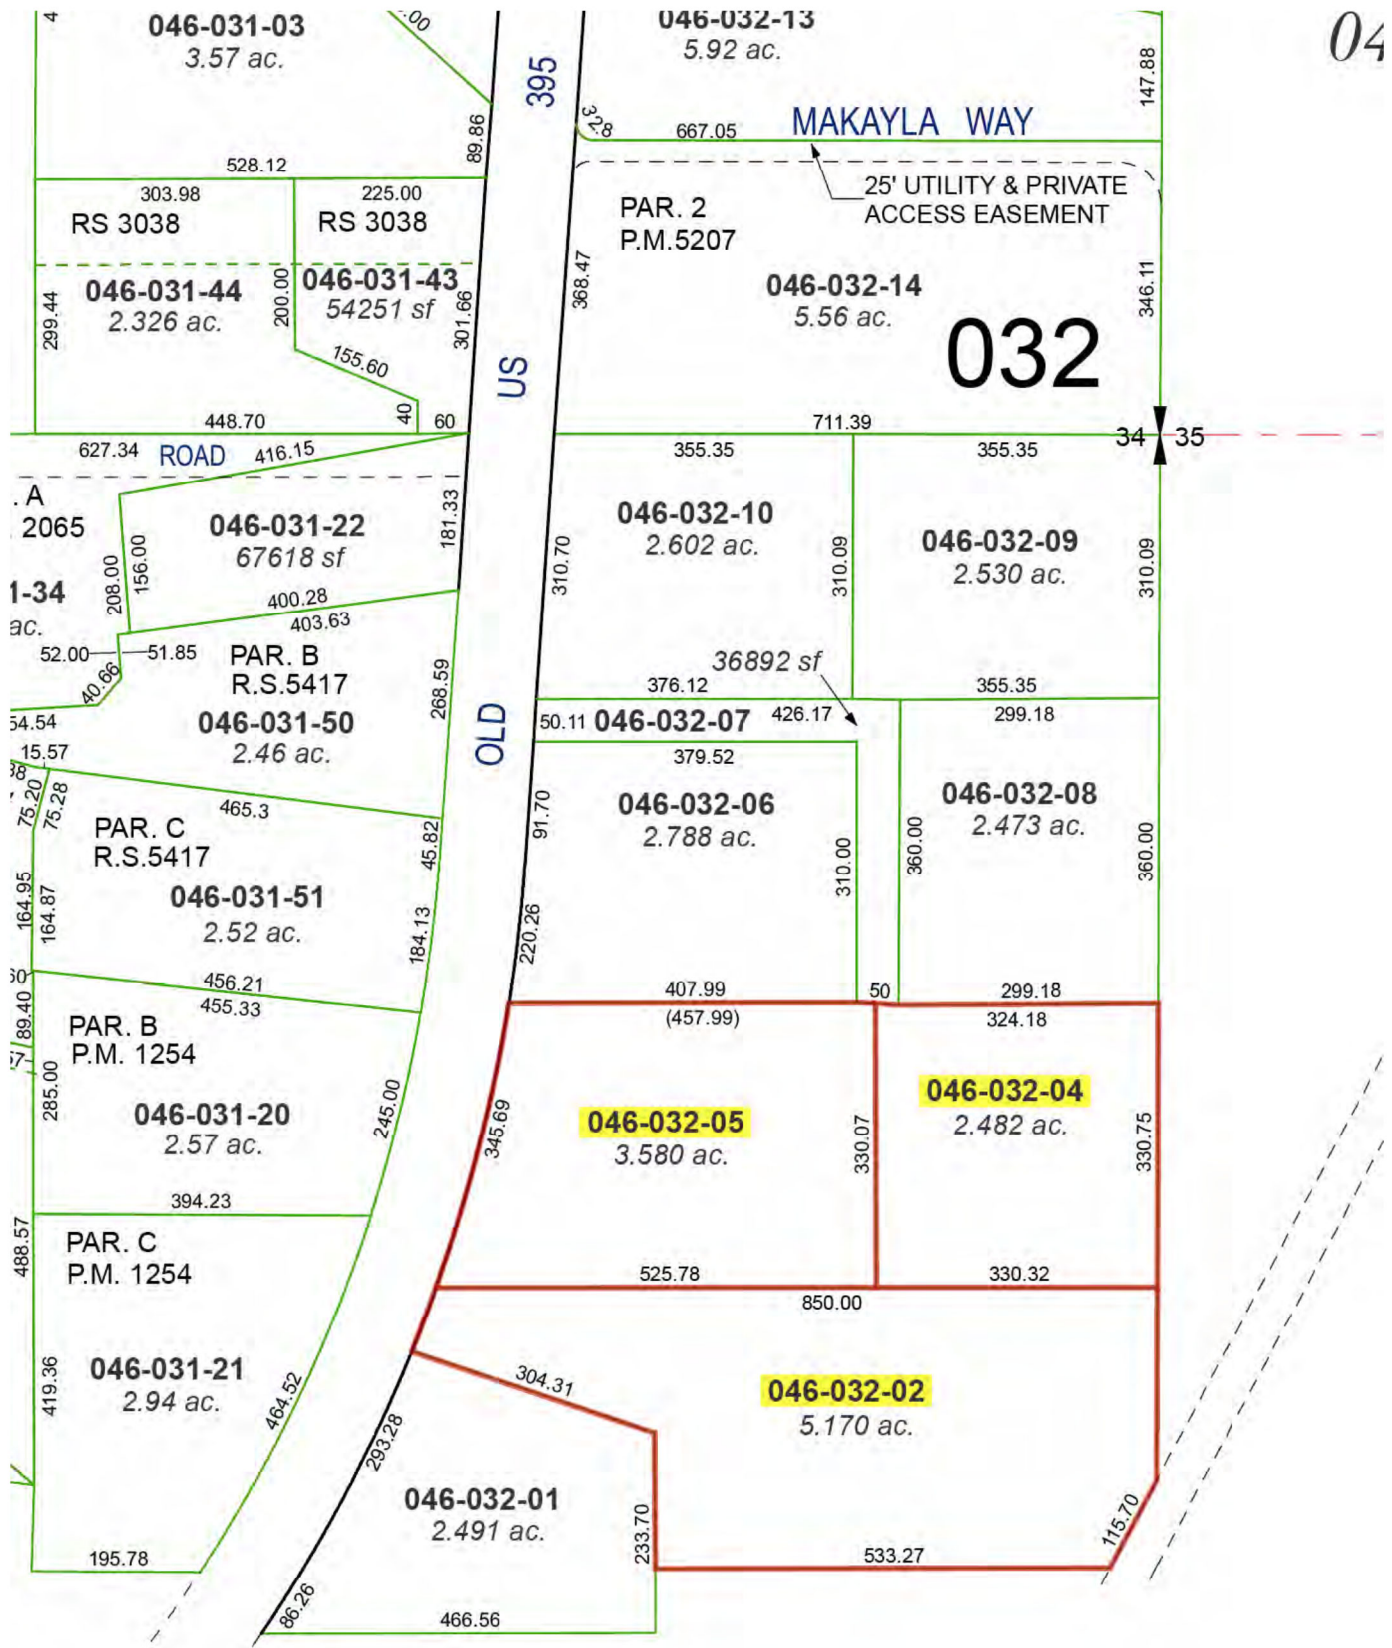 4
046-031-03
3.57 ac.
.00
89.86
528.12
395
046-032-13
5.92 ac.
147.88
04
32.8
667.05
MAKAYLA WAY
25' UTILITY & PRIVATE
ACCESS EASEMENT
303.98
225.00
RS 3038
RS 3038
PAR. 2
P.M.5207
368.47
346.11
299.44
046-031-44
2.326 ac.
200.00
046-031-43
54251 sf
301.66
155.60
046-032-14
5.56 ac.
032
US
448.70
40
60
711.39
34
35
627.34
ROAD
416.15
355.35
355.35
. A
2065
1-34
ac.
208.00
156.00
046-031-22
67618 sf
181.33
310.70
046-032-10
2.602 ac.
310.09
046-032-09
2.530 ac.
310.09
400.28
403.63
52.00
51.85
40.66
PAR. B
R.S.5417
268.59
36892 sf
376.12
355.35
54.54
046-031-50
2.46 ac.
OLD
50.11
046-032-07
426.17
299.18
15.57
379.52
75.20
75.28
465.3
91.70
046-032-06
2.788 ac.
046-032-08
2.473 ac.
PAR. C
R.S.5417
45.82
310.00
360.00
360.00
164.95
164.87
046-031-51
2.52 ac.
184.13
220.26
60
456.21
455.33
407.99
50
299.18
(457.99)
324.18
89.40
PAR. B
P.M. 1254
285.00
046-031-20
2.57 ac.
245.00
345.69
046-032-05
3.580 ac.
330.07
046-032-04
2.482 ac.
330.75
394.23
488.57
PAR. C
P.M. 1254
525.78
330.32
850.00
419.36
046-031-21
2.94 ac.
464.52
304.31
046-032-02
5.170 ac.
293.28
046-032-01
2.491 ac.
233.70
115.70
195.78
533.27
86.26
466.56